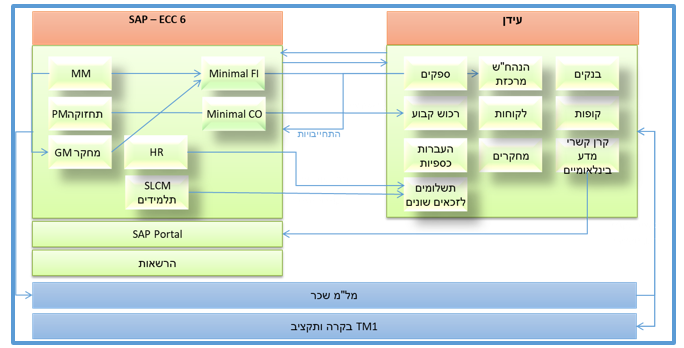 SAP – ECC 6
עידן
MM
Minimal FI
ספקים
הנהח"ש
מרכזת
בנקים
תחזוקהPM
Minimal CO
רכוש קבוע
לקוחות
קופות
התחייבויות
מחקר GM
HR
העברות
כספיות
מחקרים
קרן קשרי
מדע
בינלאומיים
SLCM
תלמידים
תשלומים
לזכאים שונים
SAP Portal
הרשאות
מל"מ שכר
TM1 בקרה ותקציב